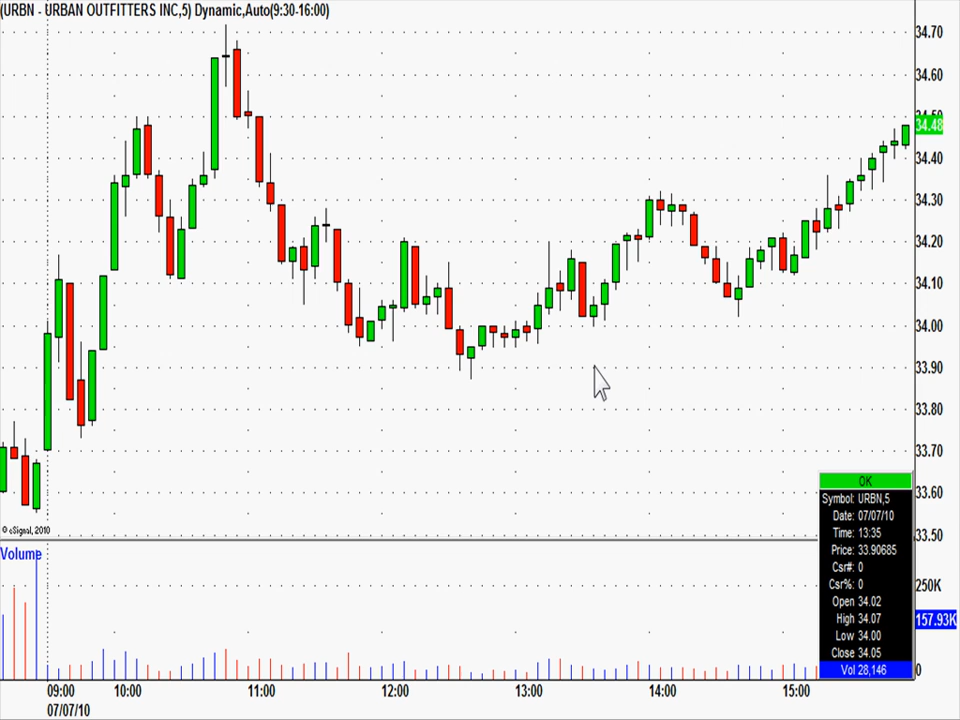 (URBN - URBAN OUTFITTERS INC,5) Dynamic,Auto(9:30-16:00)
34.70
34.60
34.50
34.48
34.40
34.30
34.20
34.10
34.00
33.90
33.80
33.70
33.60
33.50
© eSignal, 2010
Volume
250K
157.93K
0
OK
Symbol: URBN,5
Date: 07/07/10
Time: 13:35
Price: 33.90685
Csr#: 0
Csr%: 0
Open 34.02
High 34.07
Low 34.00
Close 34.05
Vol 28,146
09:00 10:00 11:00 12:00 13:00 14:00 15:00
07/07/10